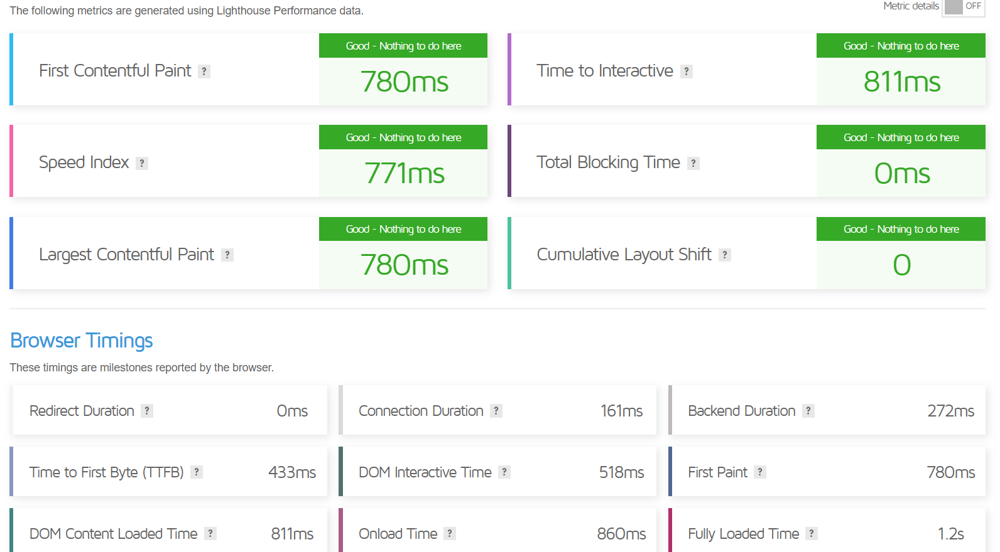 The following metrics are generated using Lighthouse Performance data.
Metric details OFF
First Contentful Paint ?
Good - Nothing to do here
780ms
Time to Interactive ?
Good - Nothing to do here
811ms
Speed Index ?
Good - Nothing to do here
771ms
Total Blocking Time ?
Good - Nothing to do here
0ms
Largest Contentful Paint ?
Good - Nothing to do here
780ms
Cumulative Layout Shift ?
Good - Nothing to do here
0
Browser Timings
These timings are milestones reported by the browser.
Redirect Duration ? 0ms
Connection Duration ? 161ms
Backend Duration ? 272ms
Time to First Byte (TTFB) ? 433ms
DOM Interactive Time ? 518ms
First Paint ? 780ms
DOM Content Loaded Time ? 811ms
Onload Time ? 860ms
Fully Loaded Time ? 1.2s